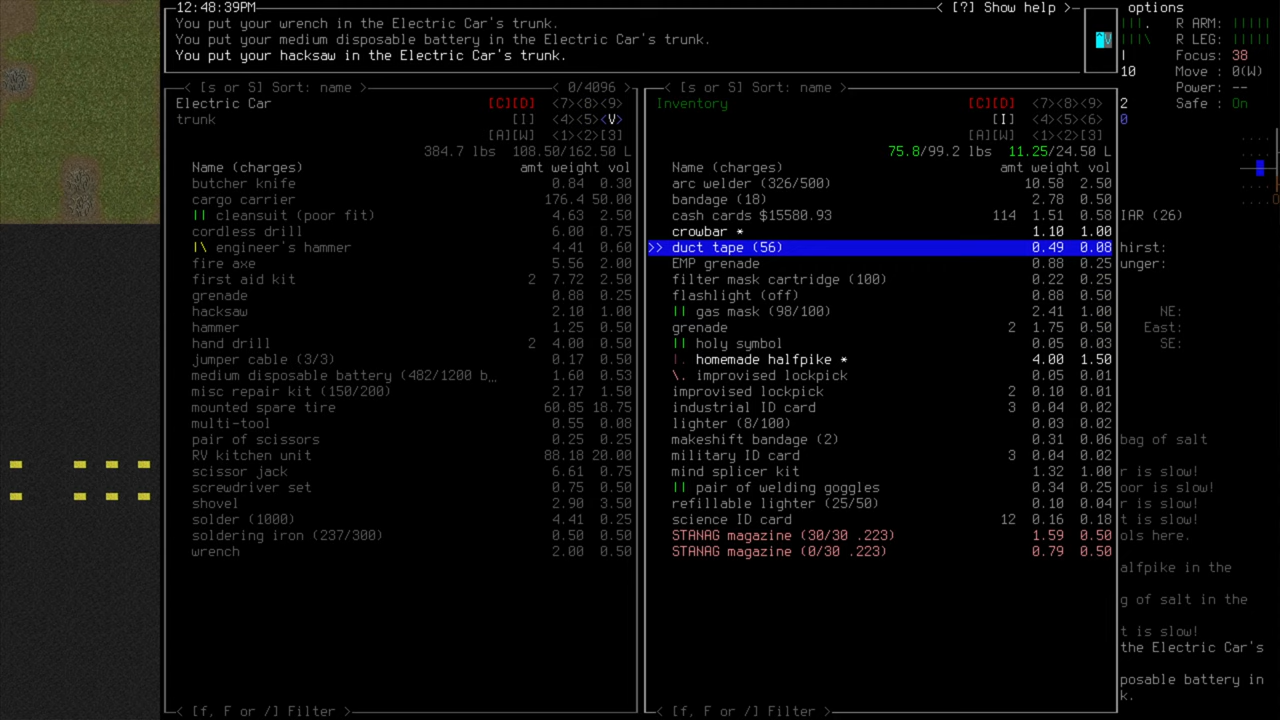 12:48:39PM
< [?] Show help >
You put your wrench in the Electric Car's trunk.
You put your medium disposable battery in the Electric Car's trunk.
You put your hacksaw in the Electric Car's trunk.
options
R ARM: |||||
R LEG: |||||
Focus: 38
10 Move : 0(W)
Power: --
2 Safe : On
0
< [s or S] Sort: name >
< 0/4096 >
Electric Car [C][D] <7><8><9>
trunk [I] <4><5><V>
[A][W] <1><2>[3]
384.7 lbs 108.50/162.50 L
Name (charges) amt weight vol
butcher knife 0.84 0.30
cargo carrier 176.4 50.00
|| cleansuit (poor fit) 4.63 2.50
cordless drill 6.00 0.75
|\ engineer's hammer 4.41 0.60
fire axe 5.56 2.00
first aid kit 2 7.72 2.50
grenade 0.88 0.25
hacksaw 2.10 1.00
hammer 1.25 0.50
hand drill 2 4.00 0.50
jumper cable (3/3) 0.17 0.50
medium disposable battery (482/1200 b… 1.60 0.53
misc repair kit (150/200) 2.17 1.50
mounted spare tire 60.85 18.75
multi-tool 0.55 0.08
pair of scissors 0.25 0.25
RV kitchen unit 88.18 20.00
scissor jack 6.61 0.75
screwdriver set 0.75 0.50
shovel 2.90 3.50
solder (1000) 4.41 0.25
soldering iron (237/300) 0.50 0.50
wrench 2.00 0.50
< [f, F or /] Filter >
< [s or S] Sort: name >
Inventory [C][D] <7><8><9>
[I] <4><5><6>
[A][W] <1><2>[3]
75.8/99.2 lbs 11.25/24.50 L
Name (charges) amt weight vol
arc welder (326/500) 10.58 2.50
bandage (18) 2.78 0.50
cash cards $15580.93 114 1.51 0.58
crowbar * 1.10 1.00
>> duct tape (56) 0.49 0.08
EMP grenade 0.88 0.25
filter mask cartridge (100) 0.22 0.25
flashlight (off) 0.88 0.50
|| gas mask (98/100) 2.41 1.00
grenade 2 1.75 0.50
|| holy symbol 0.05 0.03
|. homemade halfpike * 4.00 1.50
\. improvised lockpick 0.05 0.01
improvised lockpick 2 0.10 0.01
industrial ID card 3 0.04 0.02
lighter (8/100) 0.03 0.02
makeshift bandage (2) 0.31 0.06
military ID card 3 0.04 0.02
mind splicer kit 1.32 1.00
|| pair of welding goggles 0.34 0.25
refillable lighter (25/50) 0.10 0.04
science ID card 12 0.16 0.18
STANAG magazine (30/30 .223) 1.59 0.50
STANAG magazine (0/30 .223) 0.79 0.50
< [f, F or /] Filter >
IAR (26)
hirst:
unger:
NE:
East:
SE:
bag of salt
r is slow!
oor is slow!
r is slow!
t is slow!
ols here.
alfpike in the
g of salt in the
t is slow!
the Electric Car's
posable battery in
k.